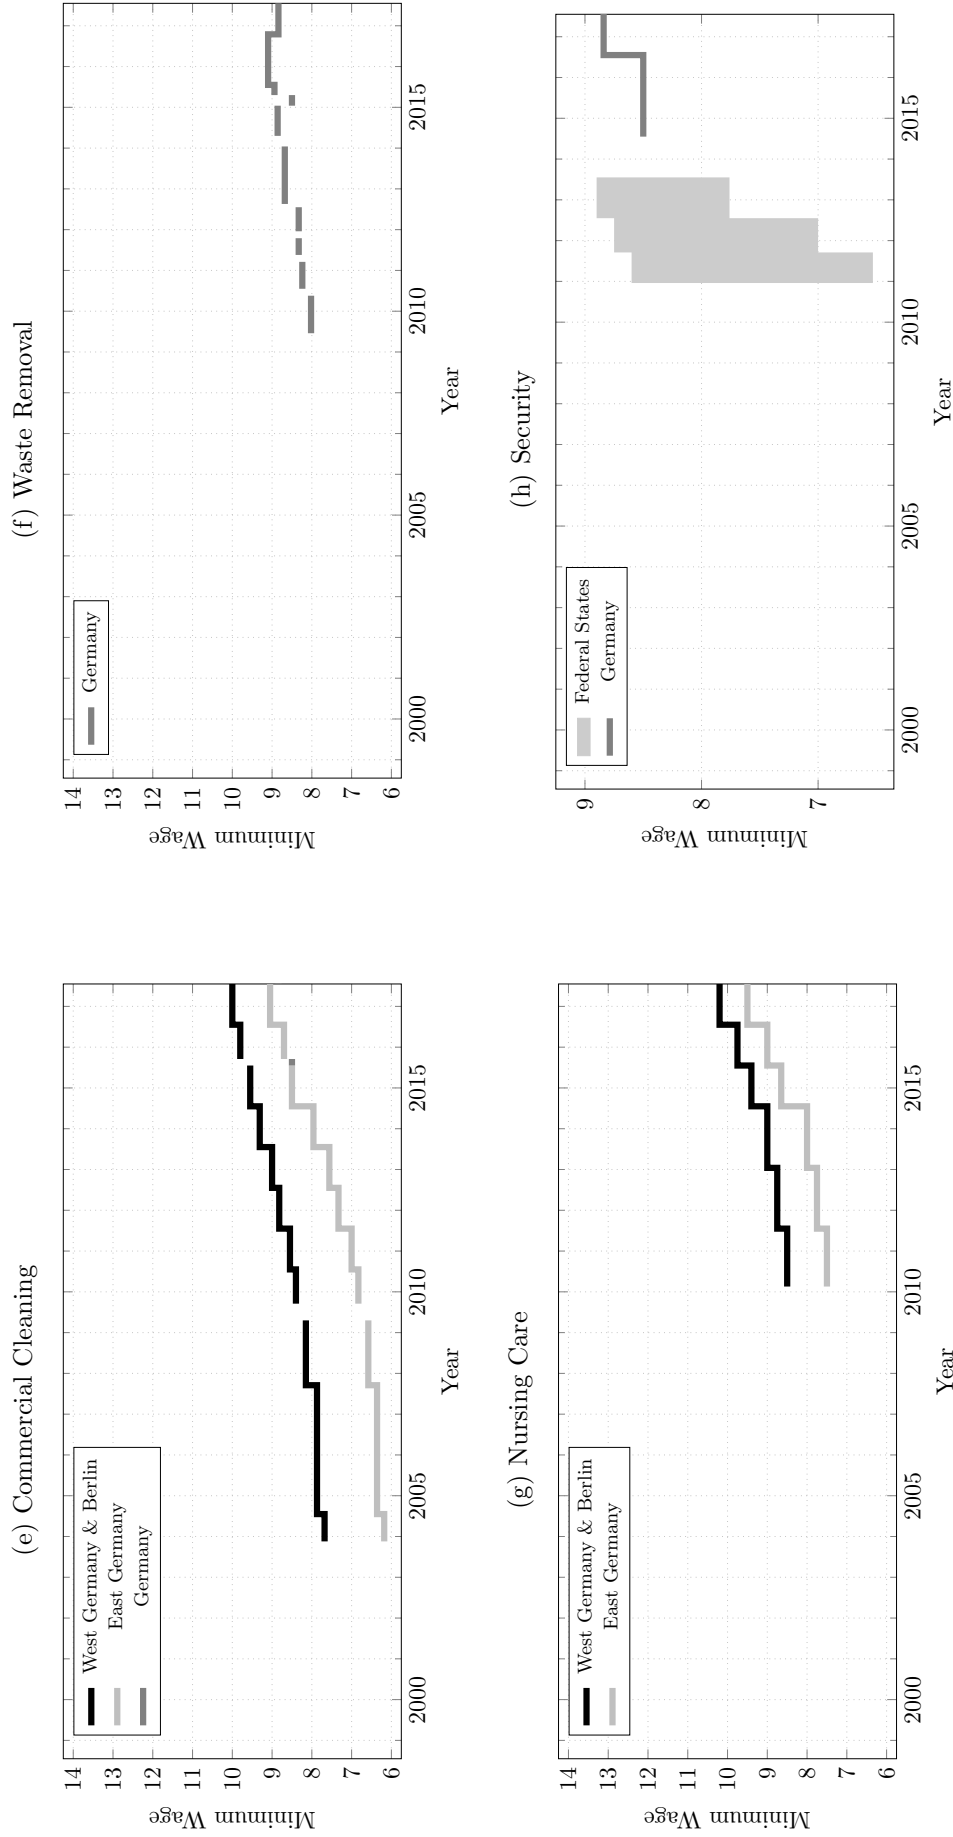 (e) Commercial Cleaning
West Germany & Berlin
East Germany
Germany
14
13
12
11
10
9
8
7
6
Minimum Wage
2000
2005
2010
2015
Year
(f) Waste Removal
Germany
14
13
12
11
10
9
8
7
6
Minimum Wage
2000
2005
2010
2015
Year
(g) Nursing Care
West Germany & Berlin
East Germany
14
13
12
11
10
9
8
7
6
Minimum Wage
2000
2005
2010
2015
Year
(h) Security
Federal States
Germany
9
8
7
Minimum Wage
2000
2005
2010
2015
Year